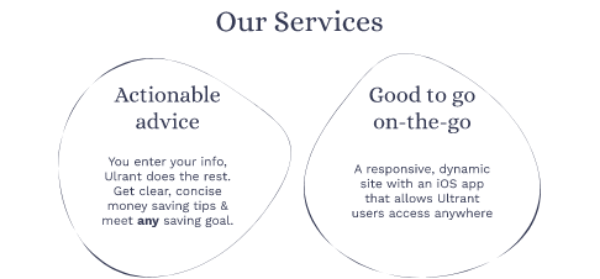 Our Services
Actionable
advice
You enter your info,
Ulrant does the rest.
Get clear, concise
money saving tips &
meet any saving goal.
Good to go
on-the-go
A responsive, dynamic
site with an iOS app
that allows Ultrant
users access anywhere